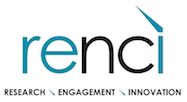 renci
RESEARCH \ ENGAGEMENT \ INNOVATION